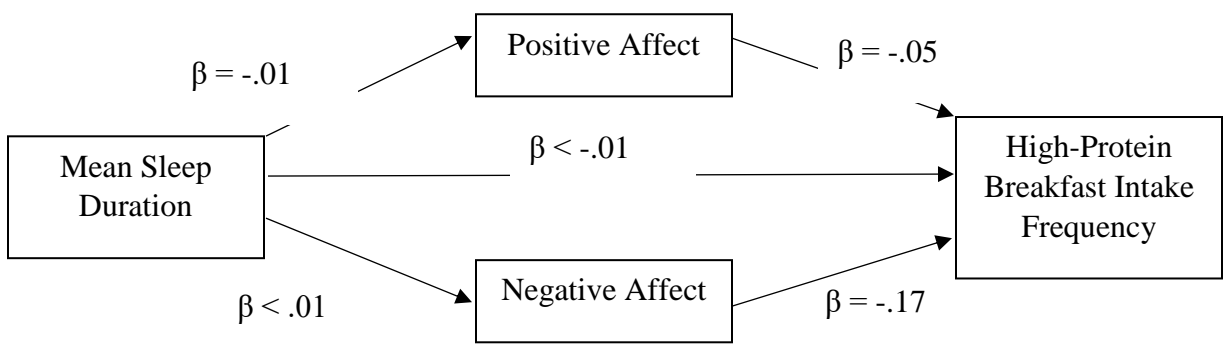 Positive Affect
β = -.01
β = -.05
Mean Sleep
Duration
β < -.01
High-Protein
Breakfast Intake
Frequency
Negative Affect
β < .01
β = -.17